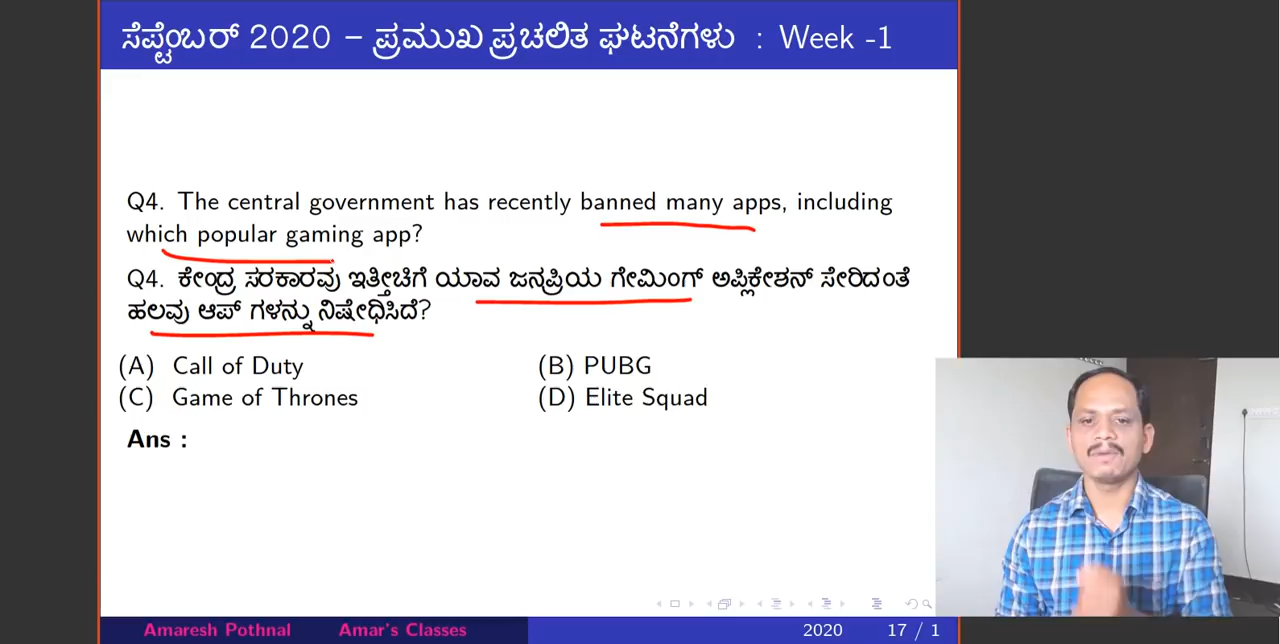 ಸೆಪ್ಟೆಂಬರ್ 2020 – ಪ್ರಮುಖ ಪ್ರಚಲಿತ ಘಟನೆಗಳು : Week -1
Q4. The central government has recently banned many apps, including
which popular gaming app?
Q4. ಕೇಂದ್ರ ಸರಕಾರವು ಇತ್ತೀಚಿಗೆ ಯಾವ ಜನಪ್ರಿಯ ಗೇಮಿಂಗ್ ಅಪ್ಲಿಕೇಶನ್ ಸೇರಿದಂತೆ
ಹಲವು ಆಪ್ ಗಳನ್ನು ನಿಷೇಧಿಸಿದೆ?
(A) Call of Duty (B) PUBG
(C) Game of Thrones (D) Elite Squad
Ans :
Amaresh Pothnal Amar's Classes 2020 17 / 1